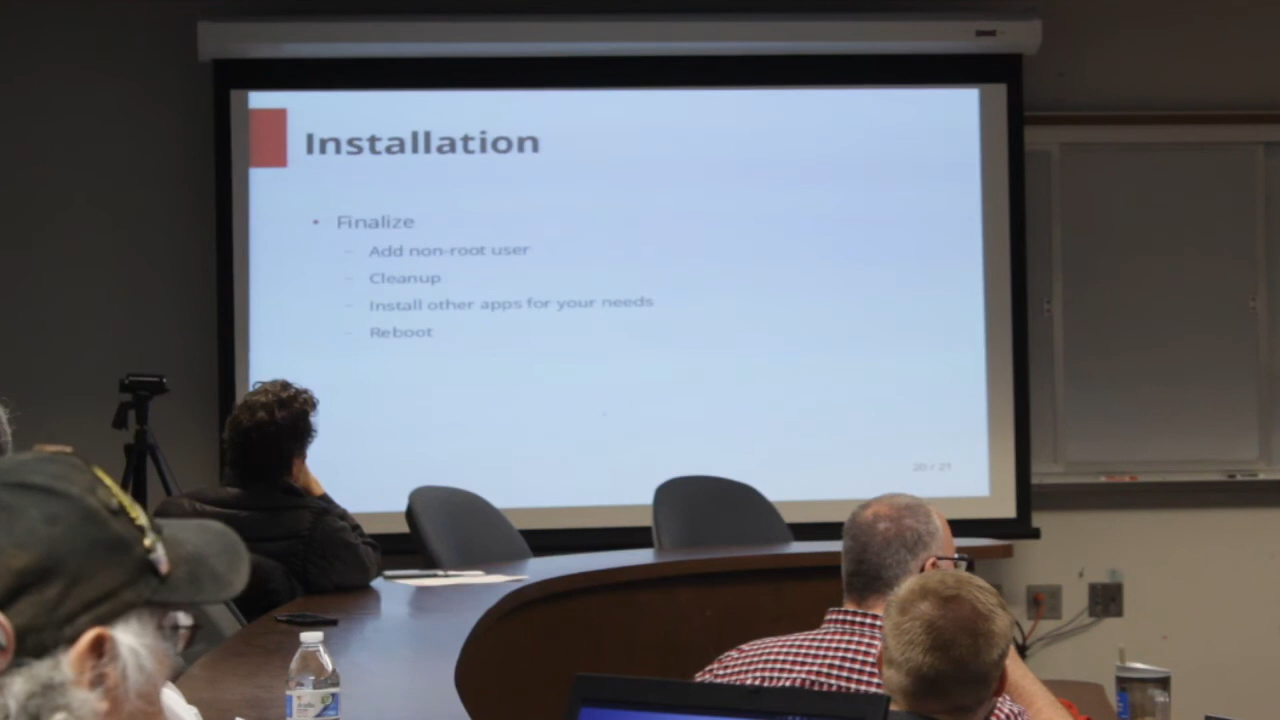 Installation
• Finalize
– Add non-root user
– Cleanup
– Install other apps for your needs
– Reboot
20 / 21